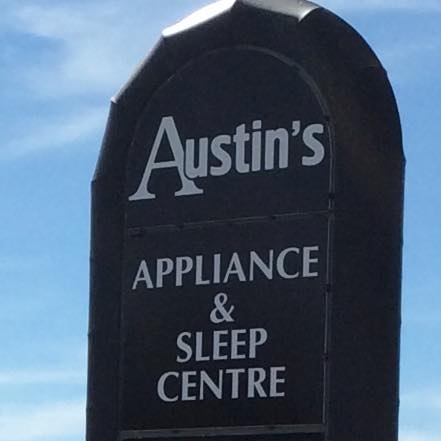 Austin's
APPLIANCE
&
SLEEP
CENTRE